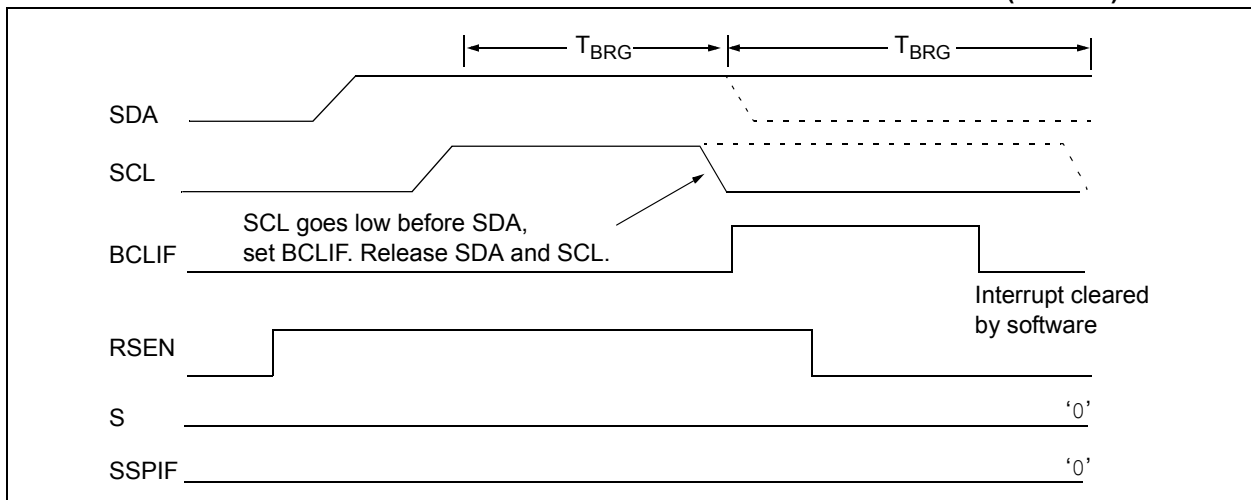 TBRG TBRG
SDA
SCL
SCL goes low before SDA,
set BCLIF. Release SDA and SCL.
BCLIF
Interrupt cleared
by software
RSEN
S '0'
SSPIF '0'